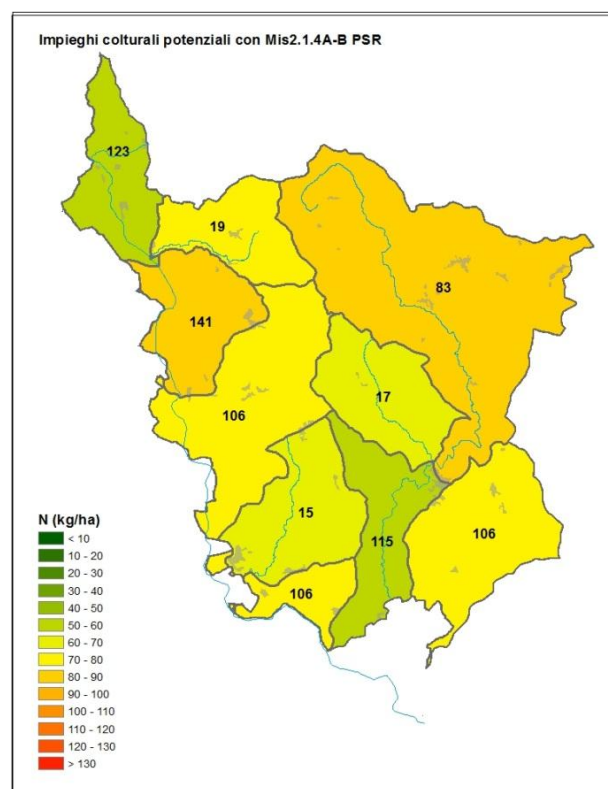 Impieghi colturali potenziali con Mis2.1.4A-B PSR
123
19
83
141
17
106
15
115
106
106
N (kg/ha)
< 10
10 - 20
20 - 30
30 - 40
40 - 50
50 - 60
60 - 70
70 - 80
80 - 90
90 - 100
100 - 110
110 - 120
120 - 130
> 130